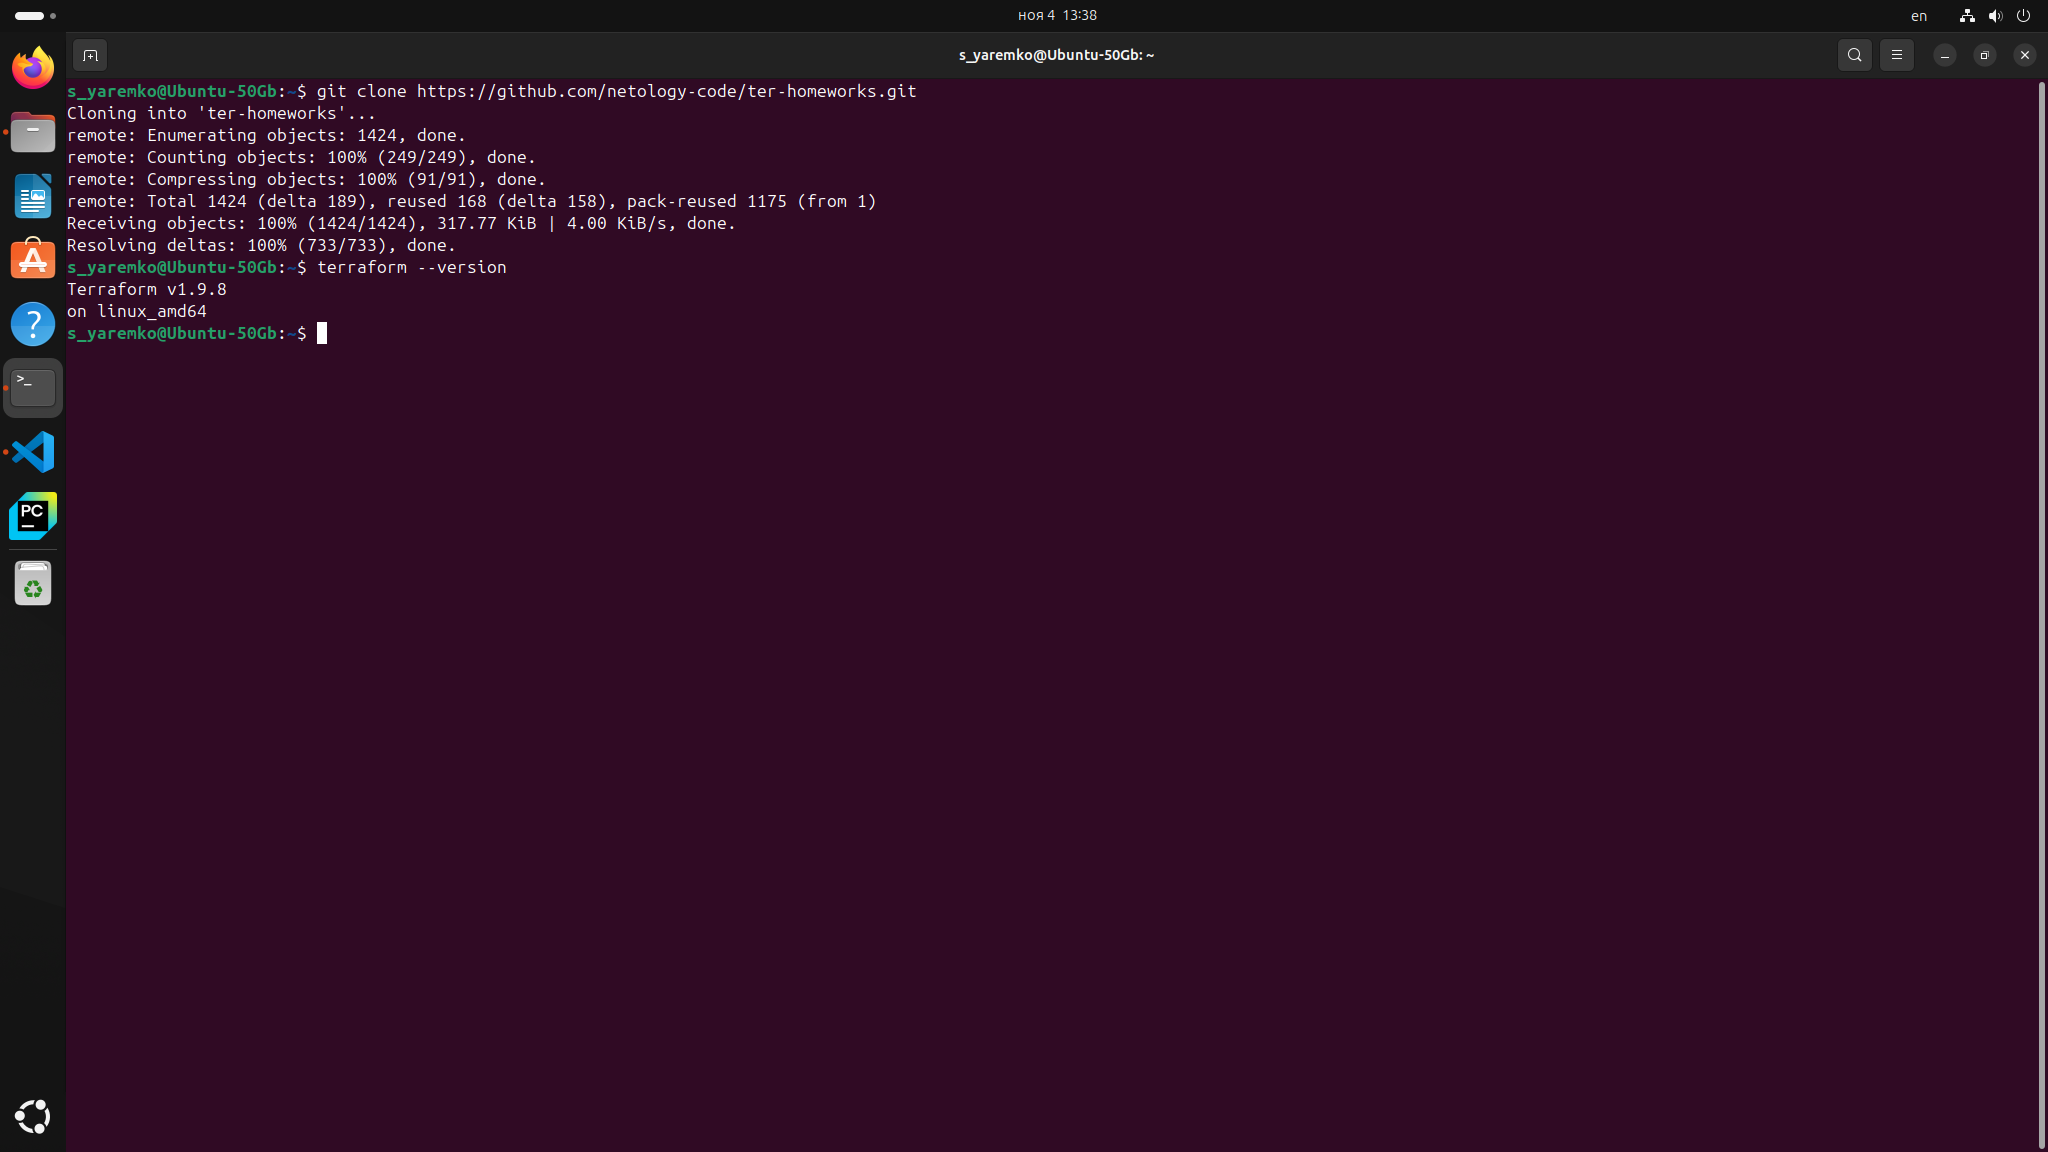 ноя 4 13:38
en
s_yaremko@Ubuntu-50Gb: ~
s_yaremko@Ubuntu-50Gb:~$ git clone https://github.com/netology-code/ter-homeworks.git
Cloning into 'ter-homeworks'...
remote: Enumerating objects: 1424, done.
remote: Counting objects: 100% (249/249), done.
remote: Compressing objects: 100% (91/91), done.
remote: Total 1424 (delta 189), reused 168 (delta 158), pack-reused 1175 (from 1)
Receiving objects: 100% (1424/1424), 317.77 KiB | 4.00 KiB/s, done.
Resolving deltas: 100% (733/733), done.
s_yaremko@Ubuntu-50Gb:~$ terraform --version
Terraform v1.9.8
on linux_amd64
s_yaremko@Ubuntu-50Gb:~$
>_
PC